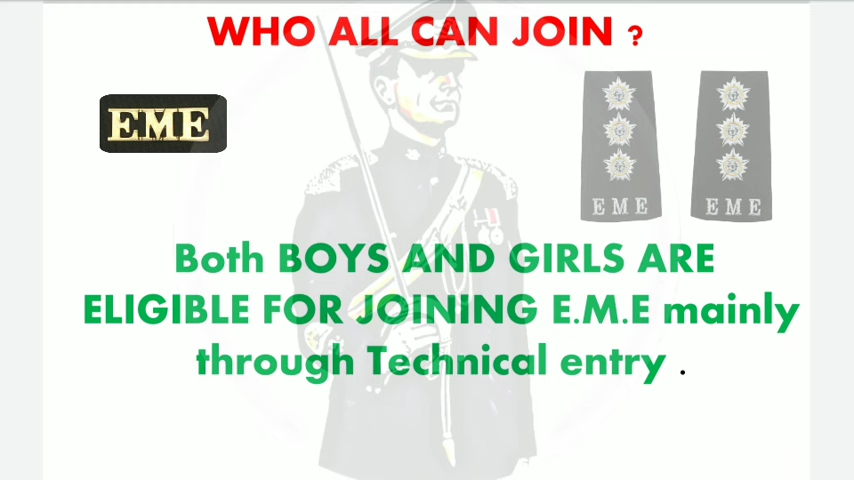 WHO ALL CAN JOIN ?
EME
EME
EME
Both BOYS AND GIRLS ARE
ELIGIBLE FOR JOINING E.M.E mainly
through Technical entry .